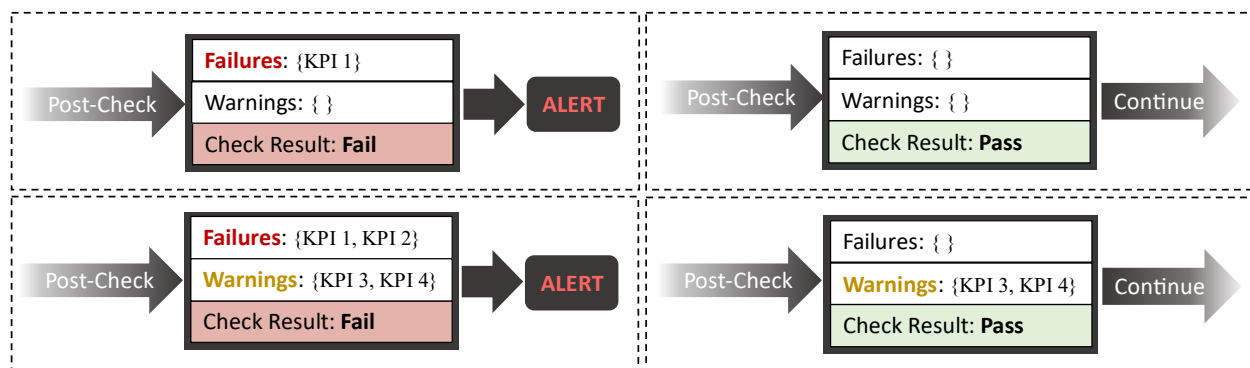 Post-Check
Failures: {KPI 1}
Warnings: { }
Check Result: Fail
ALERT
Post-Check
Failures: { }
Warnings: { }
Check Result: Pass
Continue
Post-Check
Failures: {KPI 1, KPI 2}
Warnings: {KPI 3, KPI 4}
Check Result: Fail
ALERT
Post-Check
Failures: { }
Warnings: {KPI 3, KPI 4}
Check Result: Pass
Continue